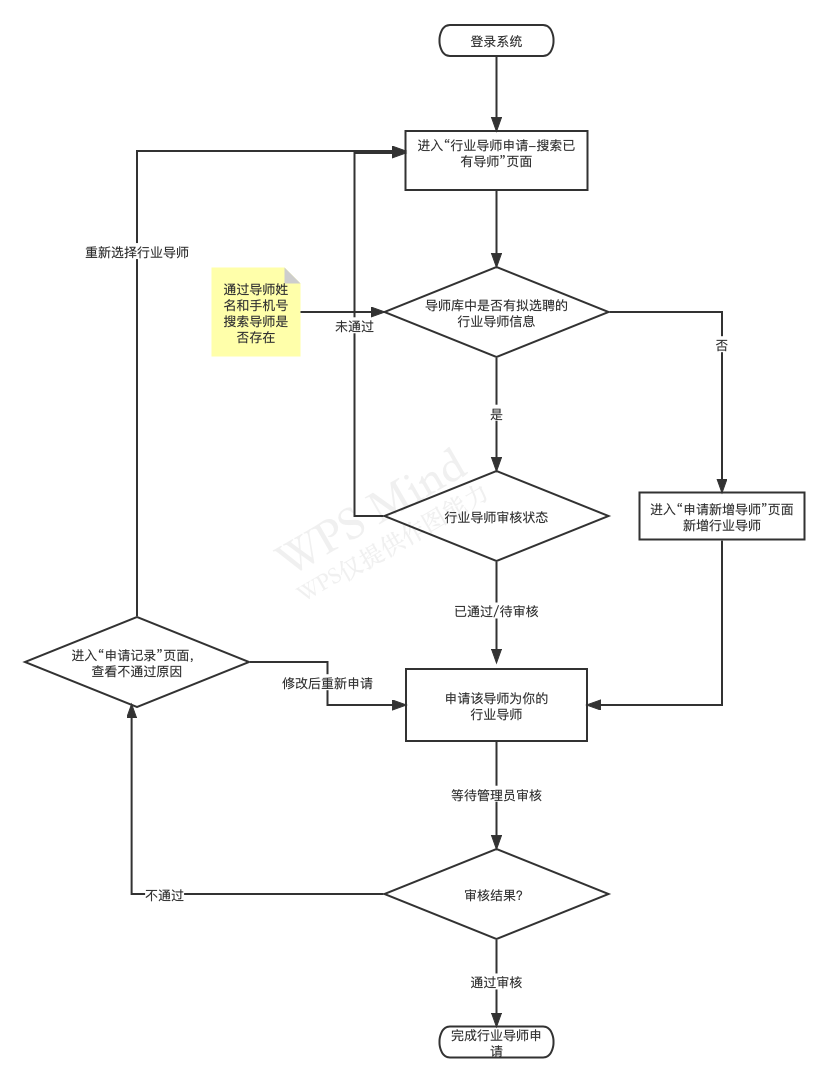 登录系统
进入“行业导师申请-搜索已
有导师”页面
重新选择行业导师
通过导师姓
名和手机号
搜索导师是
否存在
未通过
导师库中是否有拟选聘的
行业导师信息
否
是
行业导师审核状态
进入“申请新增导师”页面
新增行业导师
WPS Mind
WPS仅提供作图能力
已通过/待审核
进入“申请记录”页面,
查看不通过原因
修改后重新申请
申请该导师为你的
行业导师
等待管理员审核
不通过
审核结果?
通过审核
完成行业导师申
请